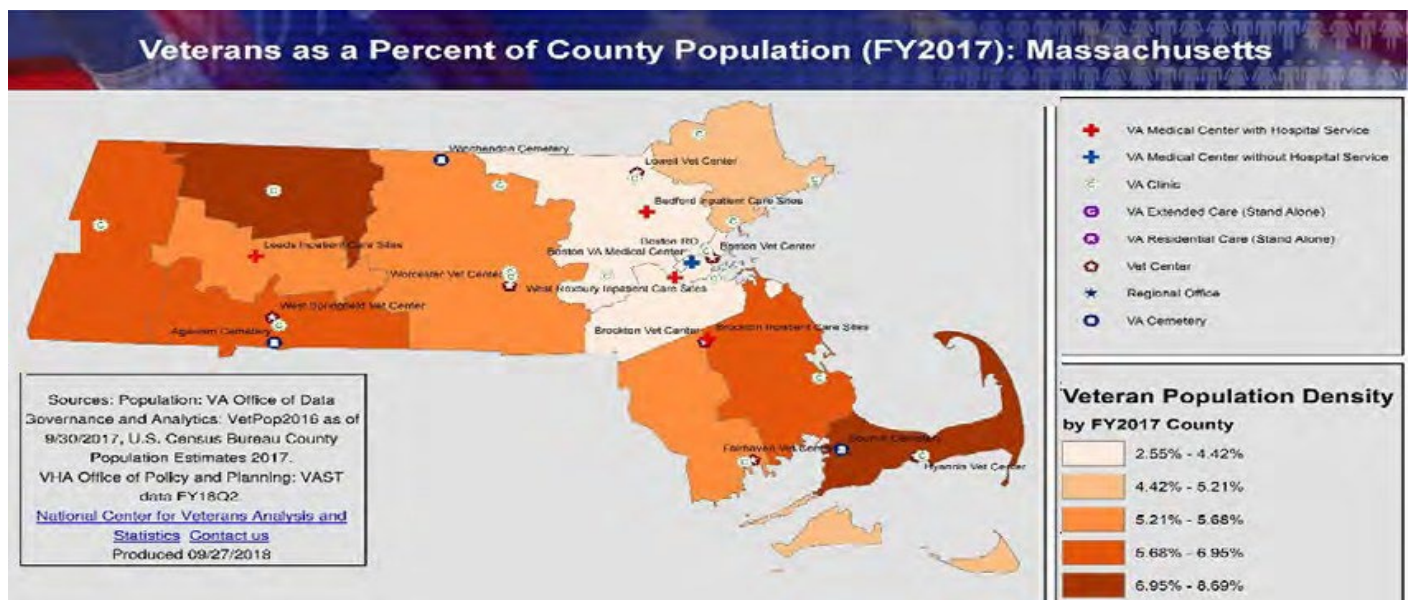 Veterans as a Percent of County Population (FY2017): Massachusetts
Winchendon Cemetery
Lowell Vet Center
Bedford Inpatient Care Sites
Boston RO
Boston Vet Center
Boston VA Medical Center
Leeds Inpatient Care Sites
Worcester Vet Center
West Roxbury Inpatient Care Sites
West Springfield Vet Center
Agawam Cemetery
Brockton Vet Center
Brockton Inpatient Care Sites
Fairhaven Vet
Cemetery
Hyannis Vet Center
VA Medical Center with Hospital Service
VA Medical Center without Hospital Service
VA Clinic
VA Extended Care (Stand Alone)
VA Residential Care (Stand Alone)
Vet Center
Regional Office
VA Cemetery
Sources: Population: VA Office of Data
Governance and Analytics: VetPop2016 as of
9/30/2017, U.S. Census Bureau County
Population Estimates 2017.
VHA Office of Policy and Planning: VAST
data FY18Q2
National Center for Veterans Analysis and
Statistics Contact us
Produced 09/27/2018
Veteran Population Density
by FY2017 County
2.55% - 4.42%
4.42% - 5.21%
5.21% - 5.68%
5.68% - 6.95%
6.95% - 8.69%